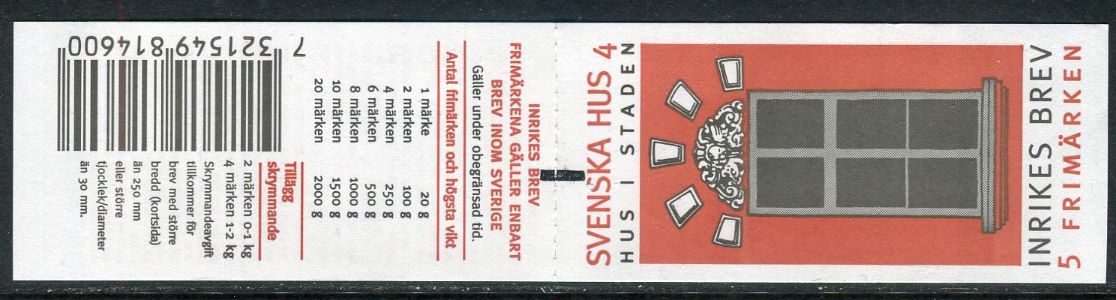 SVENSKA HUS 4
HUS I STADEN
INRIKES BREV
5 FRIMÄRKEN
INRIKES BREV
FRIMÄRKENA GÄLLER ENBART
BREV INOM SVERIGE
Gäller under obegränsad tid.
Antal frimärken och högsta vikt
1 märke 20 g
2 märken 100 g
4 märken 250 g
6 märken 500 g
8 märken 1000 g
10 märken 1500 g
20 märken 2000 g
Tillägg
skrymmande
2 märken 0-1 kg
4 märken 1-2 kg
Skrymmandeavgift
tillkommer för
brev med större
bredd (kortsida)
än 250 mm
eller större
tjocklek/diameter
än 30 mm.
7 321549 814600